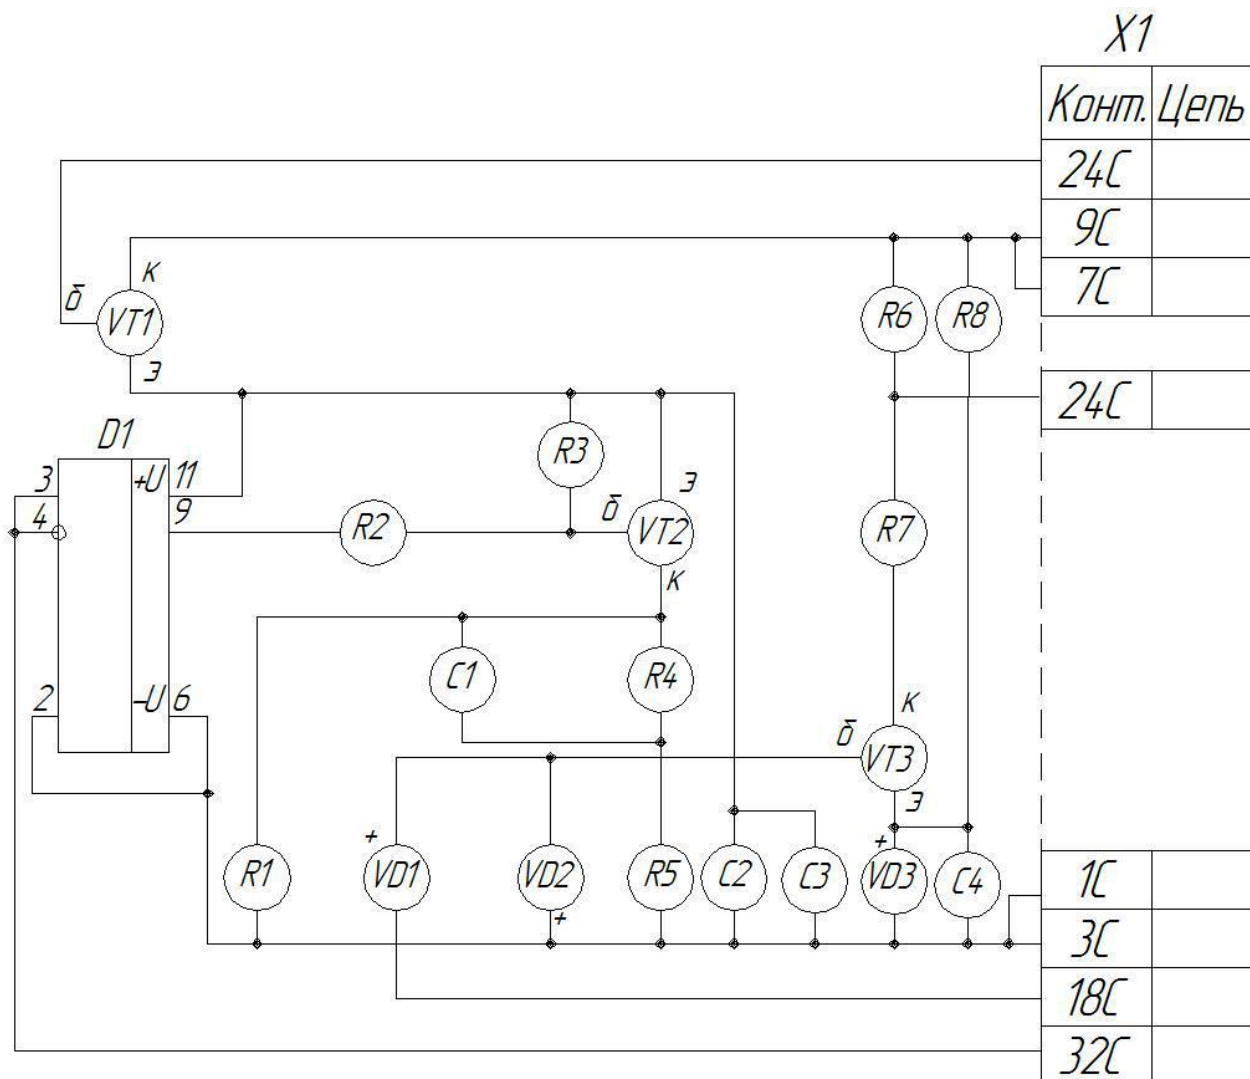 X1
Конт. Цепь
24С
9С
К
7С
б
VT1
R6 R8
Э
24С
D1
R3
3 +U 11
Э
4 9
б
R2
VT2
R7
К
C1 R4
2 -U 6
К
б
VT3
Э
+ +
R1 VD1 VD2 R5 C2 C3 VD3 C4
1С
+
3С
18С
32С